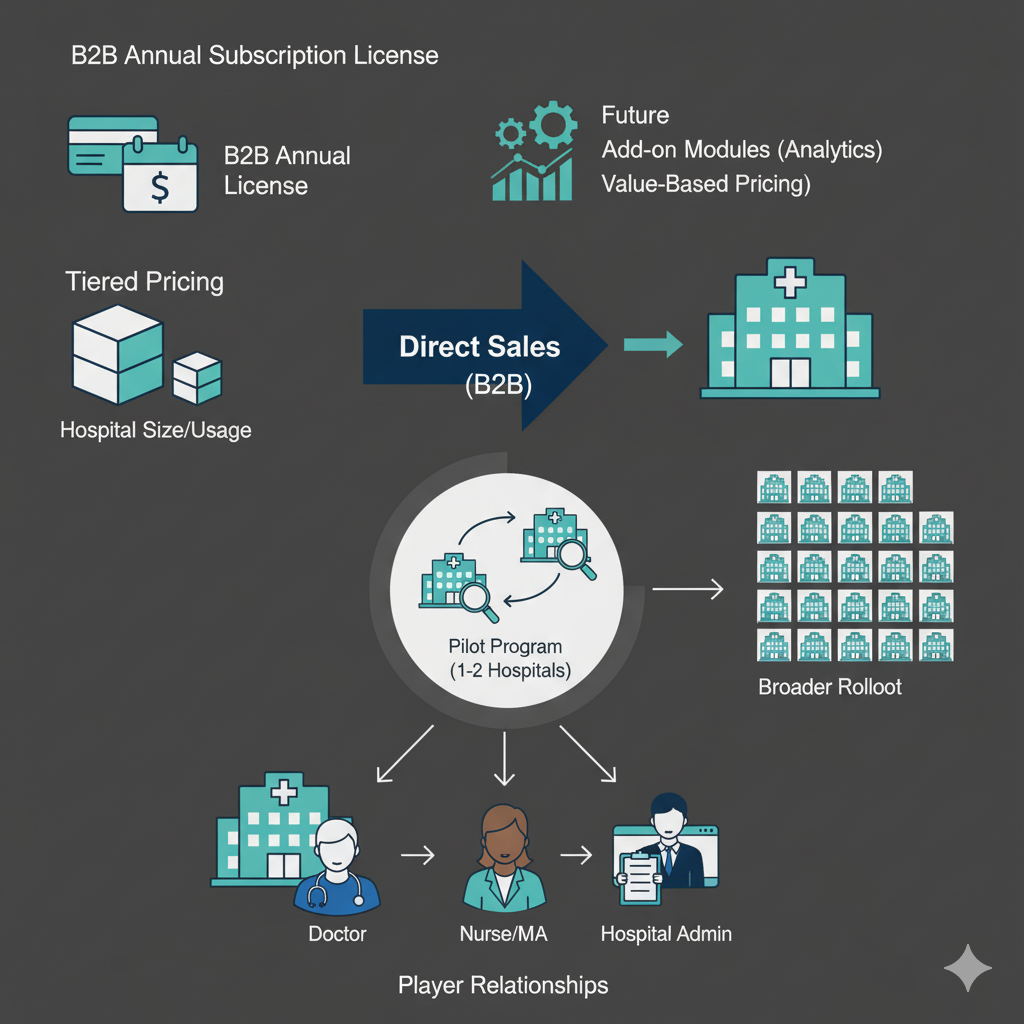 B2B Annual Subscription License
B2B Annual
License
$
Future
Add-on Modules (Analytics)
Value-Based Pricing)
Tiered Pricing
Hospital Size/Usage
Direct Sales
(B2B)
Pilot Program
(1-2 Hospitals)
Broader Rolloot
Doctor
Nurse/MA
Hospital Admin
Player Relationships